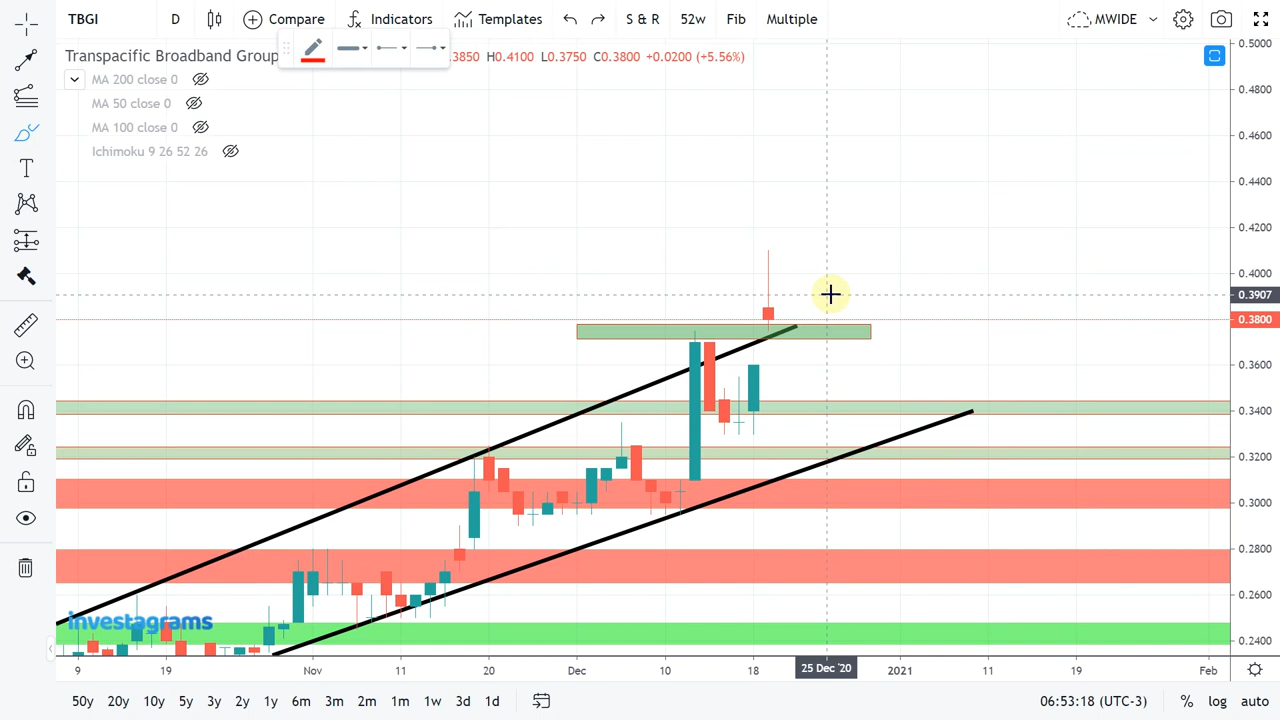 TBGI D Compare Indicators Templates S & R 52w Fib Multiple MWIDE
Transpacific Broadband Group .3850 H0.4100 L0.3750 C0.3800 +0.0200 (+5.56%)
MA 200 close 0
MA 50 close 0
MA 100 close 0
Ichimoku 9 26 52 26
0.5000
0.4800
0.4600
0.4400
0.4200
0.4000
0.3907
0.3800
0.3600
0.3400
0.3200
0.3000
0.2800
0.2600
0.2400
investagrams
9 19 Nov 11 20 Dec 10 18 25 Dec '20 2021 11 19 Feb
50y 20y 10y 5y 3y 2y 1y 6m 3m 2m 1m 1w 3d 1d 06:53:18 (UTC-3) % log auto